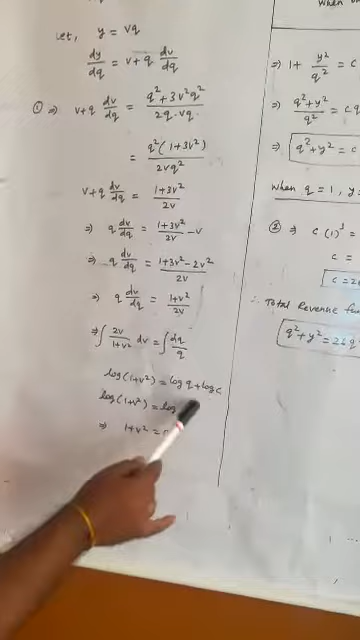 Let, y = vq
dy/dq = v+q dv/dq
① ⇒ v+q dv/dq = (q²+3v²q²)/(2q·vq)
= q²(1+3v²)/(2vq²)
v+q dv/dq = (1+3v²)/2v
⇒ q dv/dq = (1+3v²)/2v - v
⇒ q dv/dq = (1+3v²-2v²)/2v
⇒ q dv/dq = (1+v²)/2v
⇒ ∫ 2v/(1+v²) dv = ∫ dq/q
log(1+v²) = log q + log c
log(1+v²) = log
⇒ 1+v² =
When
⇒ 1 + y²/q² = c
⇒ (q²+y²)/q² = cq
⇒ q²+y² = c
When q = 1, y =
② ⇒ c(1)³ =
c =
c = 26
∴ Total Revenue
q²+y² = 26q